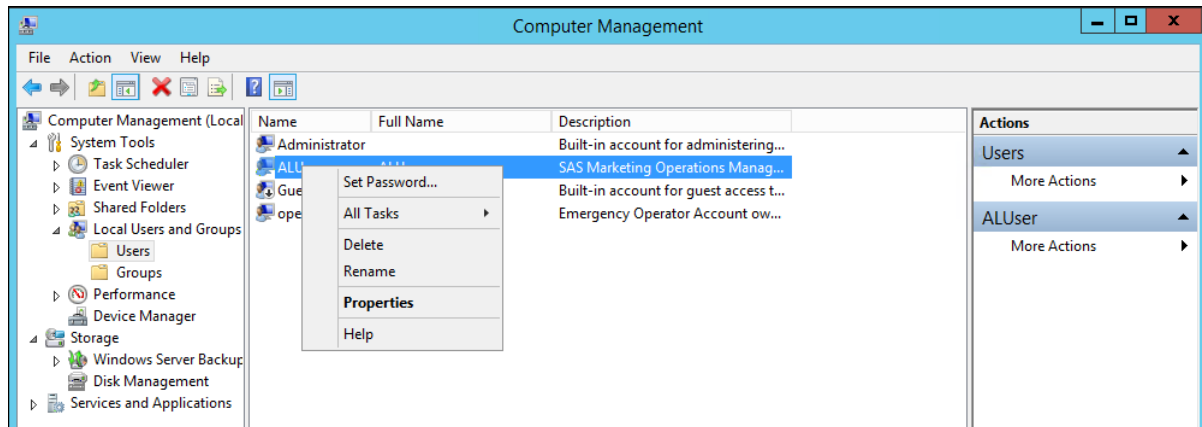 Computer Management
File Action View Help
Computer Management (Local
System Tools
Task Scheduler
Event Viewer
Shared Folders
Local Users and Groups
Users
Groups
Performance
Device Manager
Storage
Windows Server Backup
Disk Management
Services and Applications
Name Full Name Description
Administrator Built-in account for administering...
SAS Marketing Operations Manag...
Gue Built-in account for guest access t...
ope Emergency Operator Account ow...
Set Password...
All Tasks
Delete
Rename
Properties
Help
Actions
Users
More Actions
ALUser
More Actions